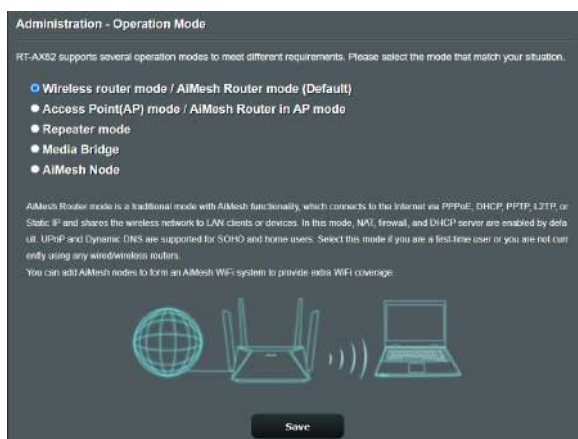 Administration - Operation Mode
RT-AX52 supports several operation modes to meet different requirements. Please select the mode that match your situation.
Wireless router mode / AiMesh Router mode (Default)
Access Point(AP) mode / AiMesh Router in AP mode
Repeater mode
Media Bridge
AiMesh Node
AiMesh Router mode is a traditional mode with AiMesh functionality, which connects to the Internet via PPPoE, DHCP, PPTP, L2TP, or
Static IP and shares the wireless network to LAN clients or devices. In this mode, NAT, firewall, and DHCP server are enabled by defa
ult. UPnP and Dynamic DNS are supported for SOHO and home users. Select this mode if you are a first-time user or you are not curr
ently using any wired/wireless routers.
You can add AiMesh nodes to form an AiMesh WiFi system to provide extra WiFi coverage.
Save